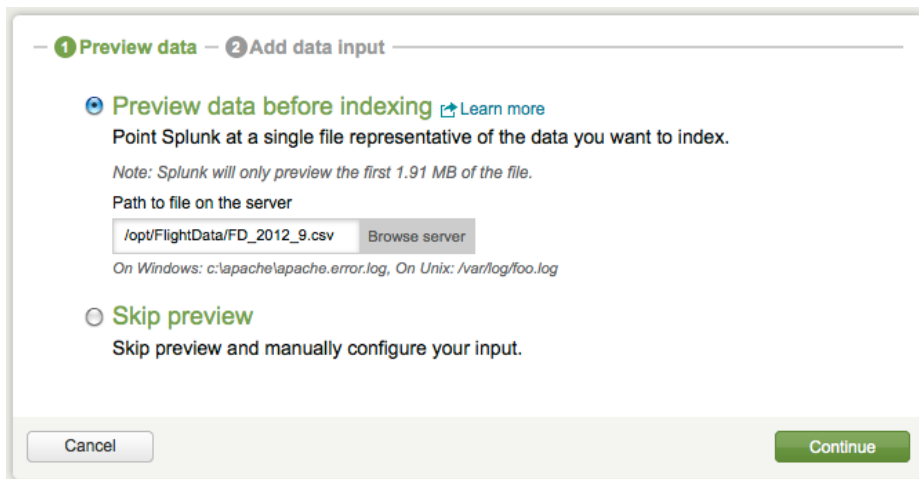 1 Preview data 2 Add data input
Preview data before indexing Learn more
Point Splunk at a single file representative of the data you want to index.
Note: Splunk will only preview the first 1.91 MB of the file.
Path to file on the server
/opt/FlightData/FD_2012_9.csv Browse server
On Windows: c:\apache\apache.error.log, On Unix: /var/log/foo.log
Skip preview
Skip preview and manually configure your input.
Cancel Continue